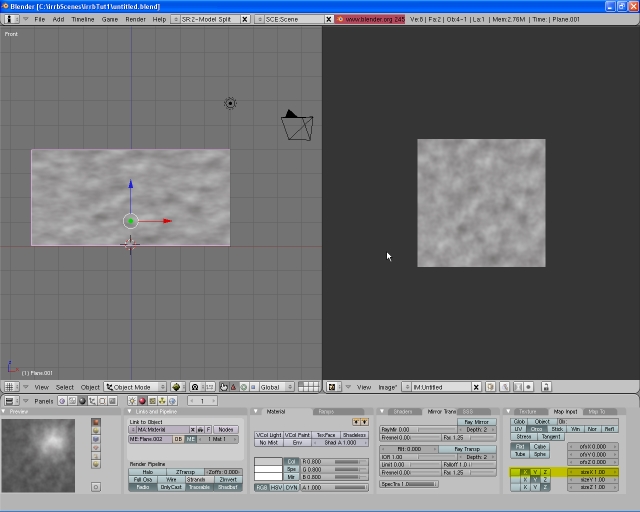 Blender [C:\irrbScenes\irrbTut1\untitled.blend]
File Add Timeline Game Render Help SR:2-Model Split SCE:Scene www.blender.org 245 Ve:6 | Fa:2 | Ob:4-1 | La:1 | Mem:2.76M | Time: | Plane.001
Front
(1) Plane.001
View Select Object Object Mode Global View Image* IM:Untitled
Panels 1
Preview Links and Pipeline Material Ramps Shaders Mirror Trans SSS Texture Map Input Map To
Link to Object
MA:Material F Nodes
ME:Plane.002 OB ME 1 Mat 1
Render Pipeline
Halo ZTransp Zoffs: 0.000
Full Osa Wire Strands ZInvert
Radio OnlyCast Traceable Shadbuf
VCol Light VCol Paint TexFace Shadeless
No Mist Env Shad A 1.000
Col R 0.800
Spe G 0.800
Mir B 0.800
RGB HSV DYN A 1.000
Ray Mirror
RayMir 0.00 Depth: 2
Fresnel 0.00 Fac 1.25
Filt: 0.000 Ray Transp
IOR 1.00 Depth: 2
Limit 0.00 Falloff 1.0
Fresnel 0.00 Fac 1.25
SpecTra 1.0
Glob Object Ob:
UV Orco Stick Win Nor Refl
Stress Tangent
Flat Cube ofsX 0.000
Tube Sphe ofsY 0.000
ofsZ 0.000
X Y Z sizeX 1.00
X Y Z sizeY 1.00
X Y Z sizeZ 1.00